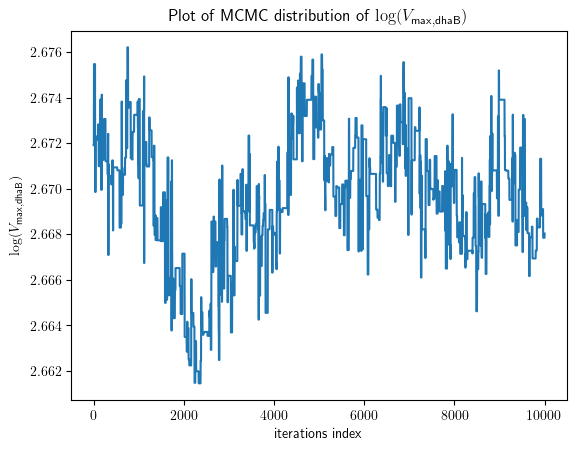 Plot of MCMC distribution of log(V_max,dhaB)
2.676
2.674
2.672
2.670
2.668
2.666
2.664
2.662
log(V_max,dhaB)
0 2000 4000 6000 8000 10000
iterations index